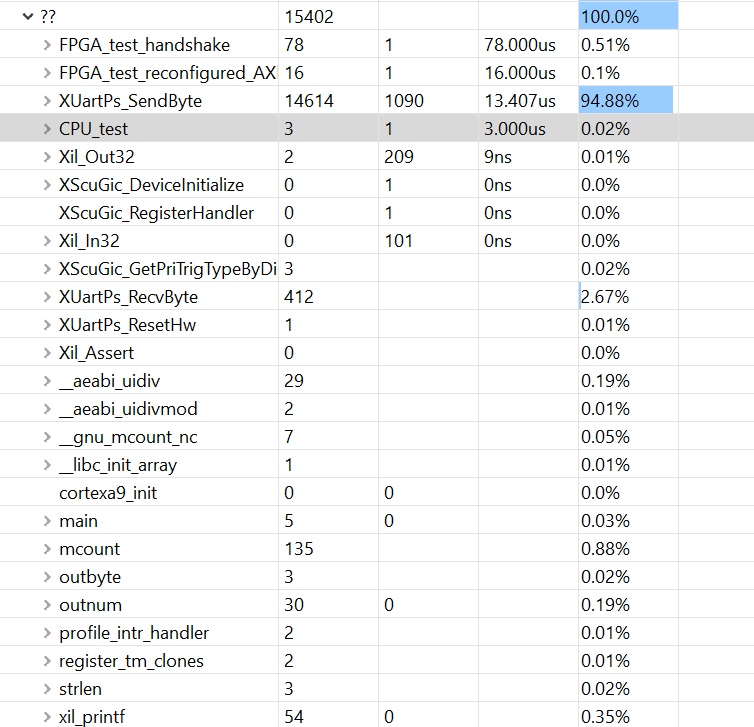 ?? 15402 100.0%
FPGA_test_handshake 78 1 78.000us 0.51%
FPGA_test_reconfigured_AX 16 1 16.000us 0.1%
XUartPs_SendByte 14614 1090 13.407us 94.88%
CPU_test 3 1 3.000us 0.02%
Xil_Out32 2 209 9ns 0.01%
XScuGic_DeviceInitialize 0 1 0ns 0.0%
XScuGic_RegisterHandler 0 1 0ns 0.0%
Xil_In32 0 101 0ns 0.0%
XScuGic_GetPriTrigTypeByDi 3 0.02%
XUartPs_RecvByte 412 2.67%
XUartPs_ResetHw 1 0.01%
Xil_Assert 0 0.0%
__aeabi_uidiv 29 0.19%
__aeabi_uidivmod 2 0.01%
__gnu_mcount_nc 7 0.05%
__libc_init_array 1 0.01%
cortexa9_init 0 0 0.0%
main 5 0 0.03%
mcount 135 0.88%
outbyte 3 0.02%
outnum 30 0 0.19%
profile_intr_handler 2 0.01%
register_tm_clones 2 0.01%
strlen 3 0.02%
xil_printf 54 0 0.35%